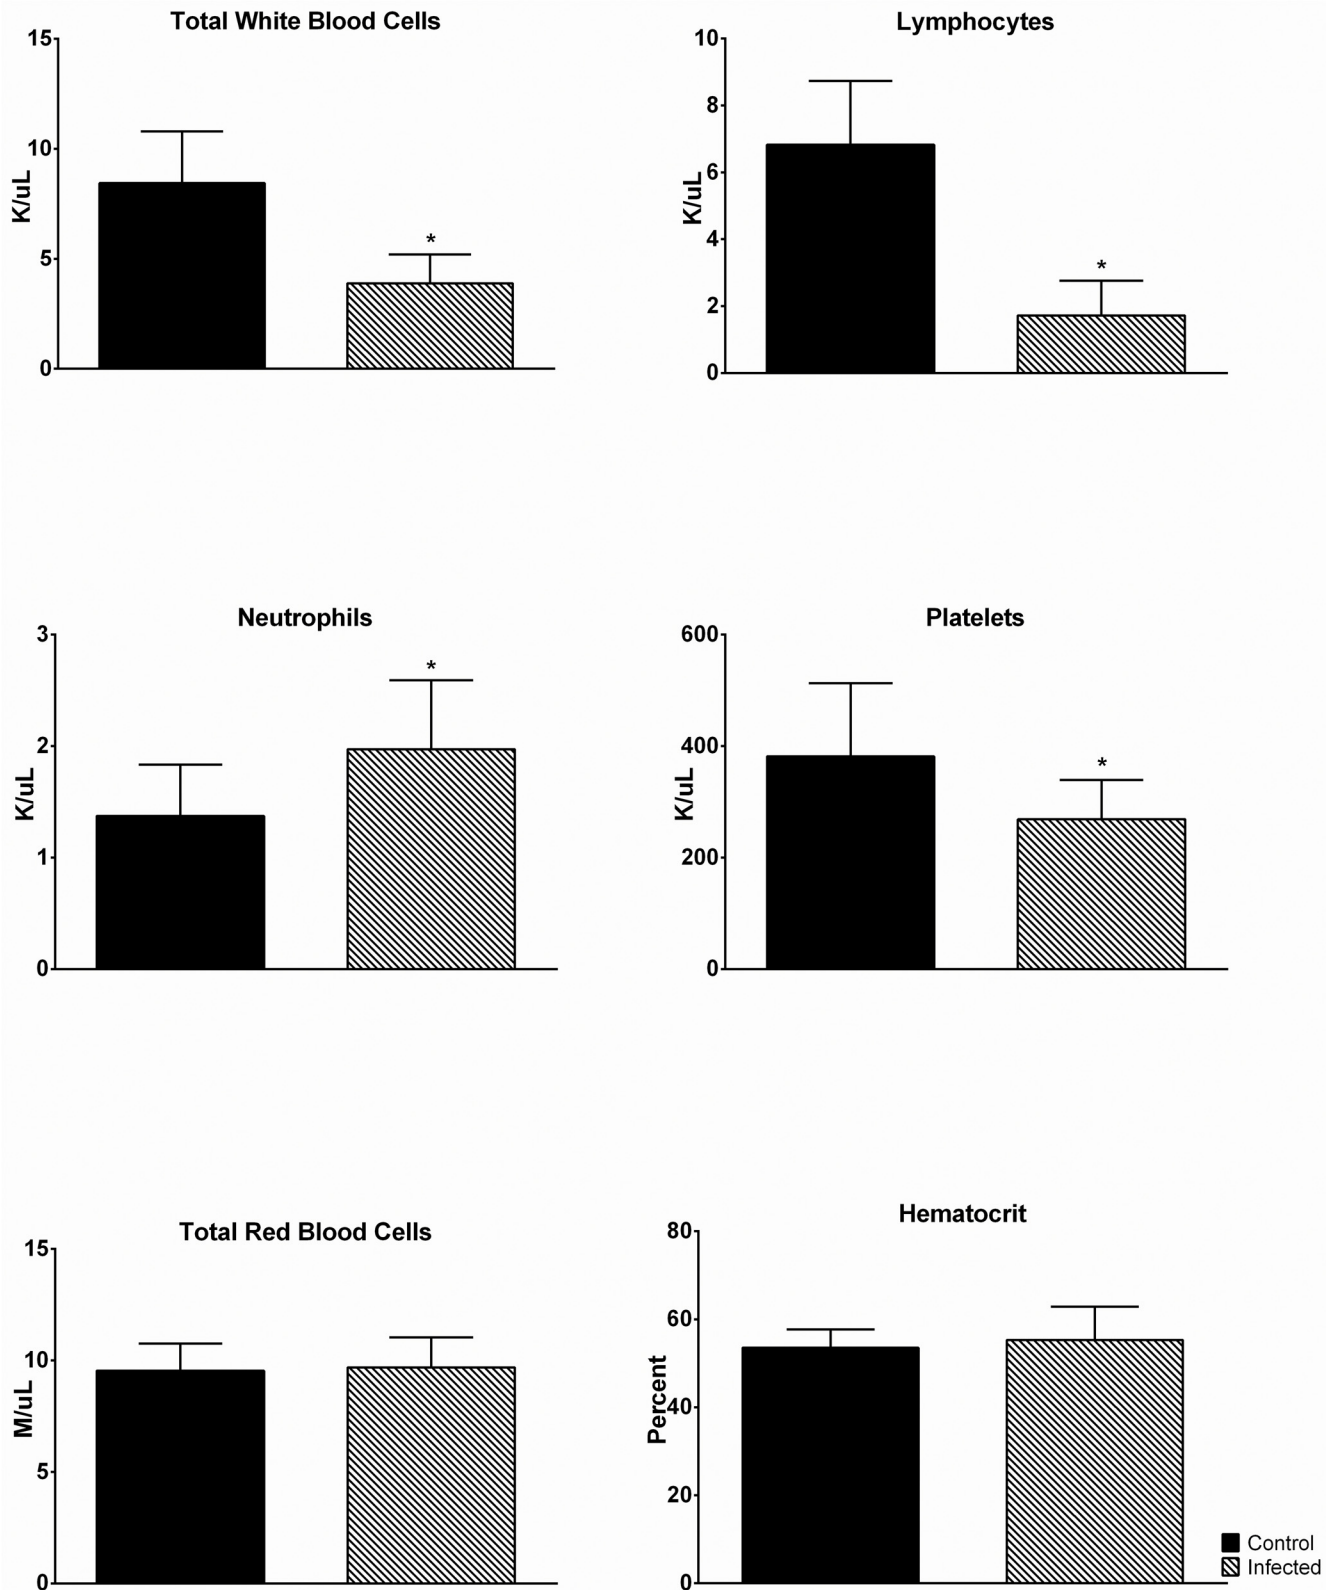 Total White Blood Cells
15
10
5
0
K/uL
*
Lymphocytes
10
8
6
4
2
0
K/uL
*
Neutrophils
3
2
1
0
K/uL
*
Platelets
600
400
200
0
K/uL
*
Total Red Blood Cells
15
10
5
0
M/uL
Hematocrit
80
60
40
20
0
Percent
Control
Infected